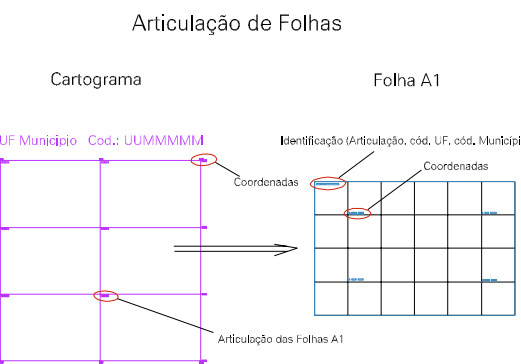 Articulação de Folhas
Cartograma
Folha A1
UF Municipio Cod.: UUMMMMM
Identificação (Articulação, cód. UF, cód. Municípi
Coordenadas
Coordenadas
Articulação das Folhas A1